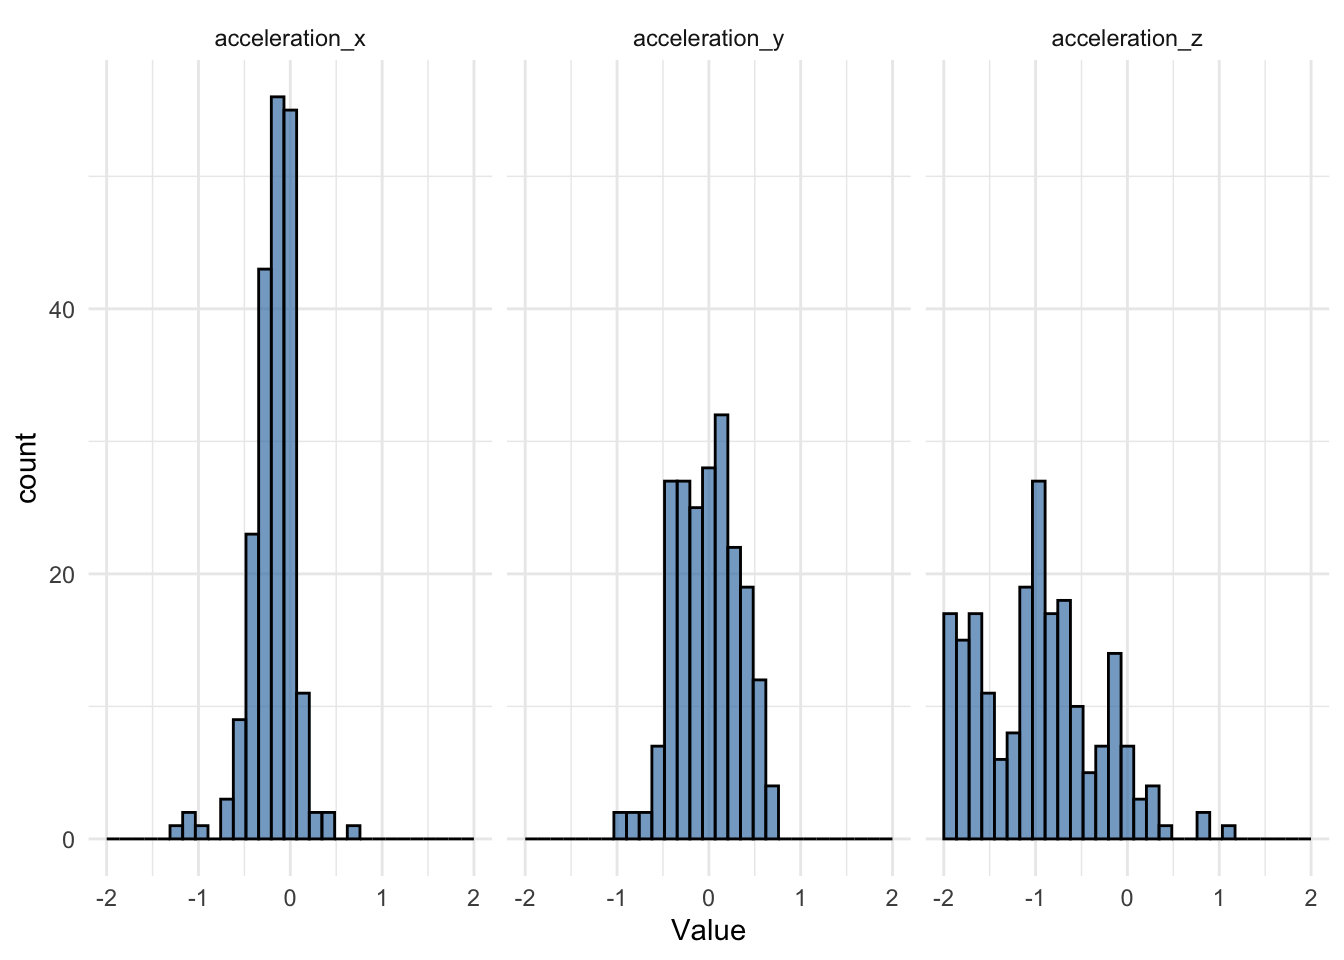 acceleration_x acceleration_y acceleration_z
40
20
0
count
-2 -1 0 1 2 -2 -1 0 1 2 -2 -1 0 1 2
Value